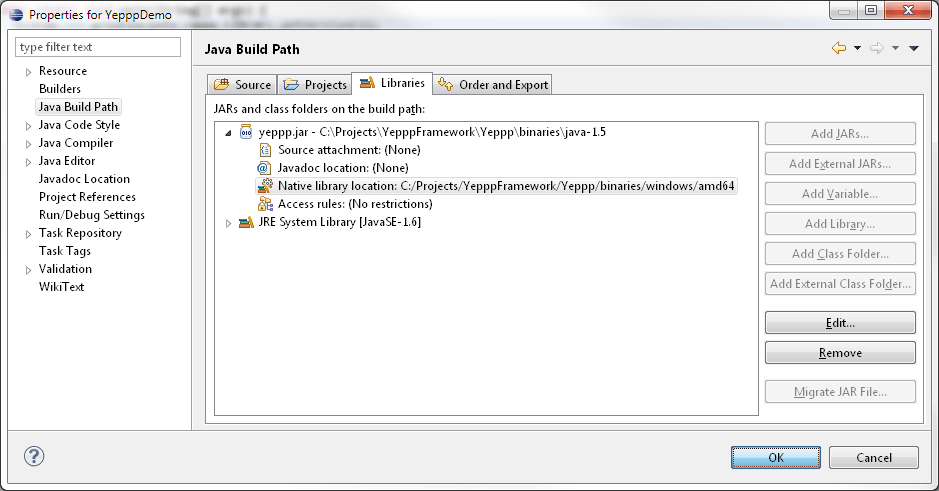 Properties for YepppDemo
type filter text
Resource
Builders
Java Build Path
Java Code Style
Java Compiler
Java Editor
Javadoc Location
Project References
Run/Debug Settings
Task Repository
Task Tags
Validation
WikiText
Java Build Path
Source
Projects
Libraries
Order and Export
JARs and class folders on the build path:
yeppp.jar - C:\Projects\YepppFramework\Yeppp\binaries\java-1.5
Source attachment: (None)
Javadoc location: (None)
Native library location: C:/Projects/YepppFramework/Yeppp/binaries/windows/amd64
Access rules: (No restrictions)
JRE System Library [JavaSE-1.6]
Add JARs...
Add External JARs...
Add Variable...
Add Library...
Add Class Folder...
Add External Class Folder...
Edit...
Remove
Migrate JAR File...
OK
Cancel